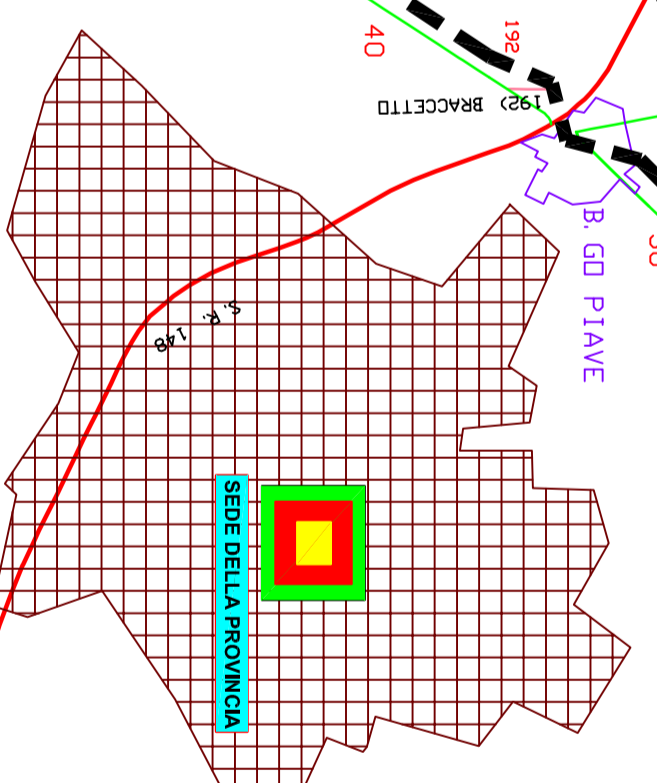 40
192
192) BRACCETTO
B. GO PIAVE
S. R. 148
SEDE DELLA PROVINCIA